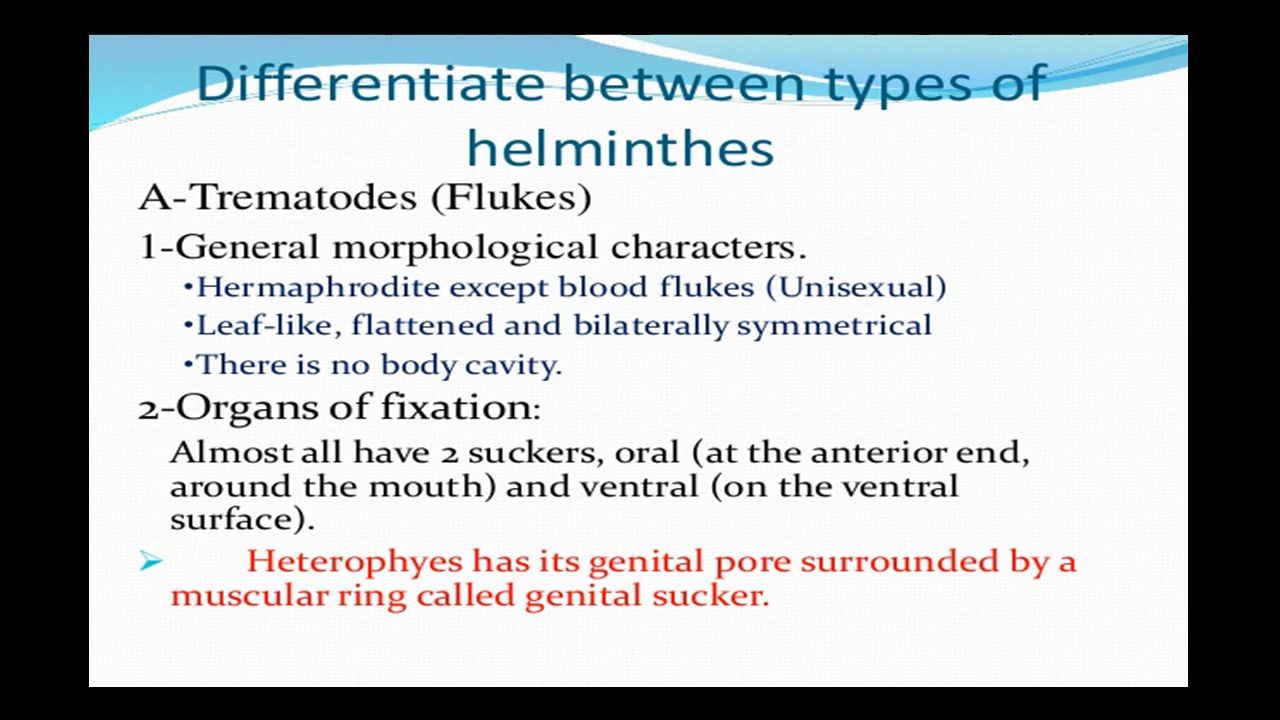 Differentiate between types of
helminthes
A-Trematodes (Flukes)
1-General morphological characters.
•Hermaphrodite except blood flukes (Unisexual)
•Leaf-like, flattened and bilaterally symmetrical
•There is no body cavity.
2-Organs of fixation:
Almost all have 2 suckers, oral (at the anterior end,
around the mouth) and ventral (on the ventral
surface).
➢ Heterophyes has its genital pore surrounded by a
muscular ring called genital sucker.